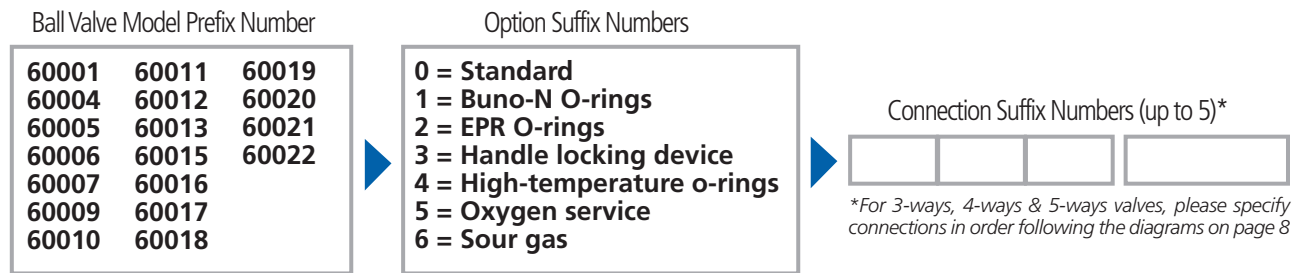 Ball Valve Model Prefix Number
60001 60011 60019
60004 60012 60020
60005 60013 60021
60006 60015 60022
60007 60016
60009 60017
60010 60018
Option Suffix Numbers
0 = Standard
1 = Buno-N O-rings
2 = EPR O-rings
3 = Handle locking device
4 = High-temperature o-rings
5 = Oxygen service
6 = Sour gas
Connection Suffix Numbers (up to 5)*
*For 3-ways, 4-ways & 5-ways valves, please specify
connections in order following the diagrams on page 8